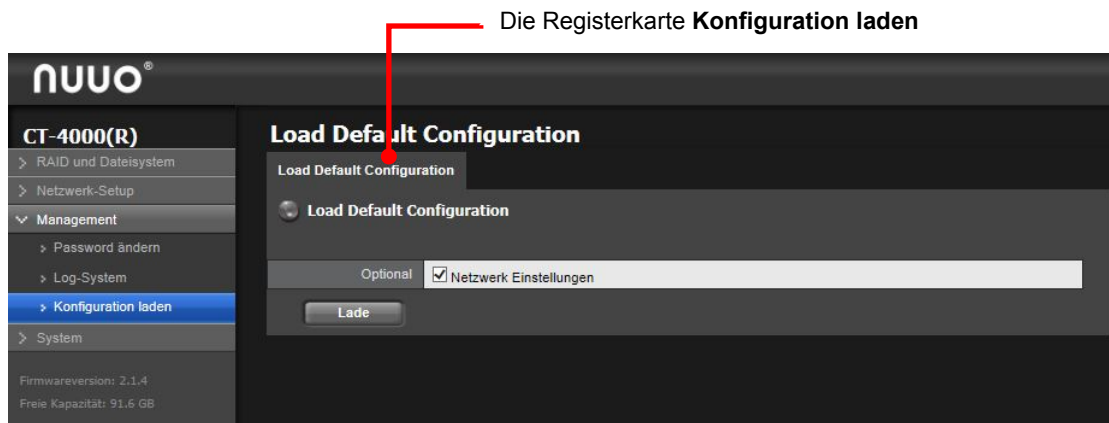 Die Registerkarte Konfiguration laden
nuuo®
CT-4000(R)
> RAID und Dateisystem
> Netzwerk-Setup
Management
> Password ändern
> Log-System
> Konfiguration laden
> System
Firmwareversion: 2.1.4
Freie Kapazität: 91.6 GB
Load Default Configuration
Load Default Configuration
Load Default Configuration
Optional Netzwerk Einstellungen
Lade